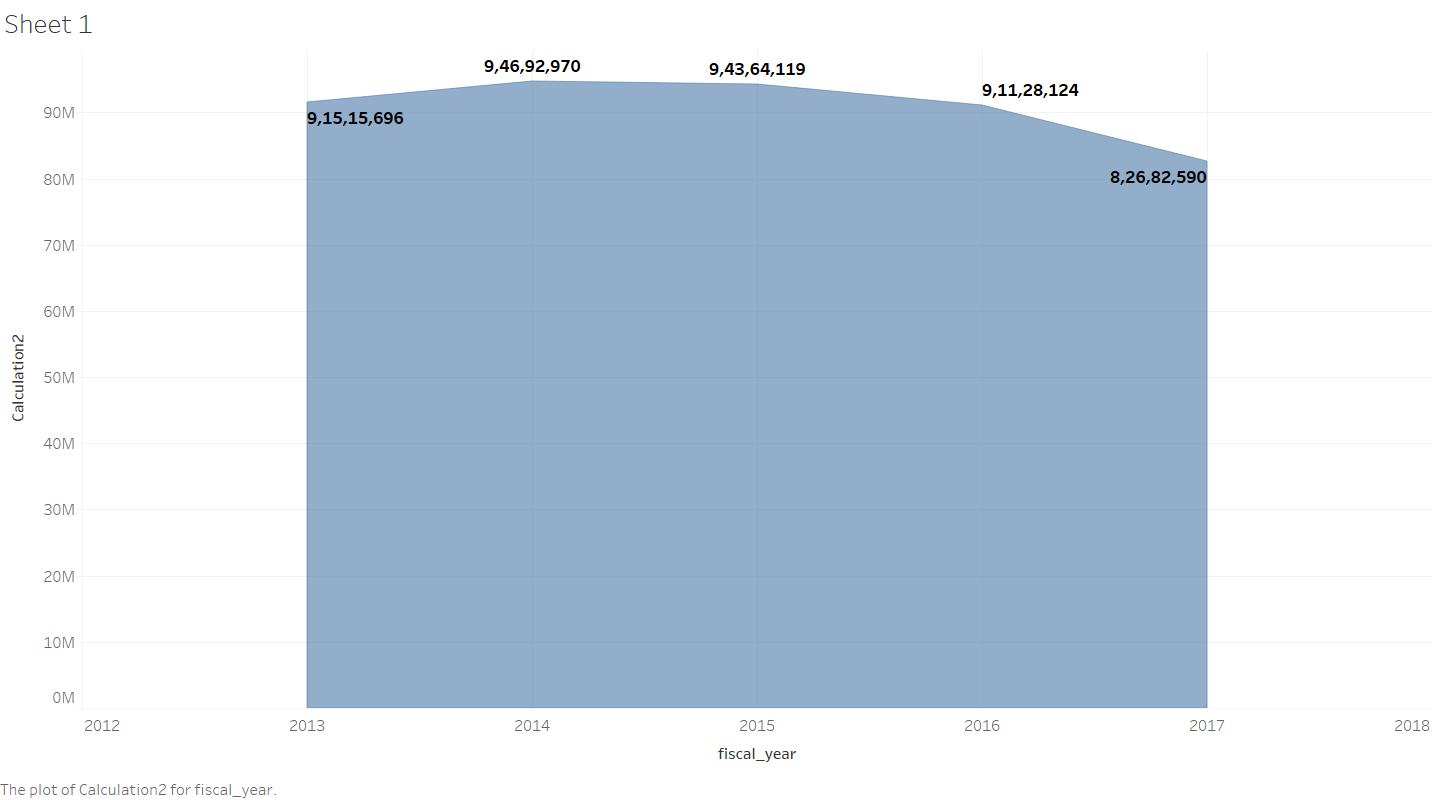 Sheet 1
9,46,92,970
9,43,64,119
9,11,28,124
9,15,15,696
8,26,82,590
90M
80M
70M
60M
50M
40M
30M
20M
10M
0M
Calculation2
2012 2013 2014 2015 2016 2017 2018
fiscal_year
The plot of Calculation2 for fiscal_year.